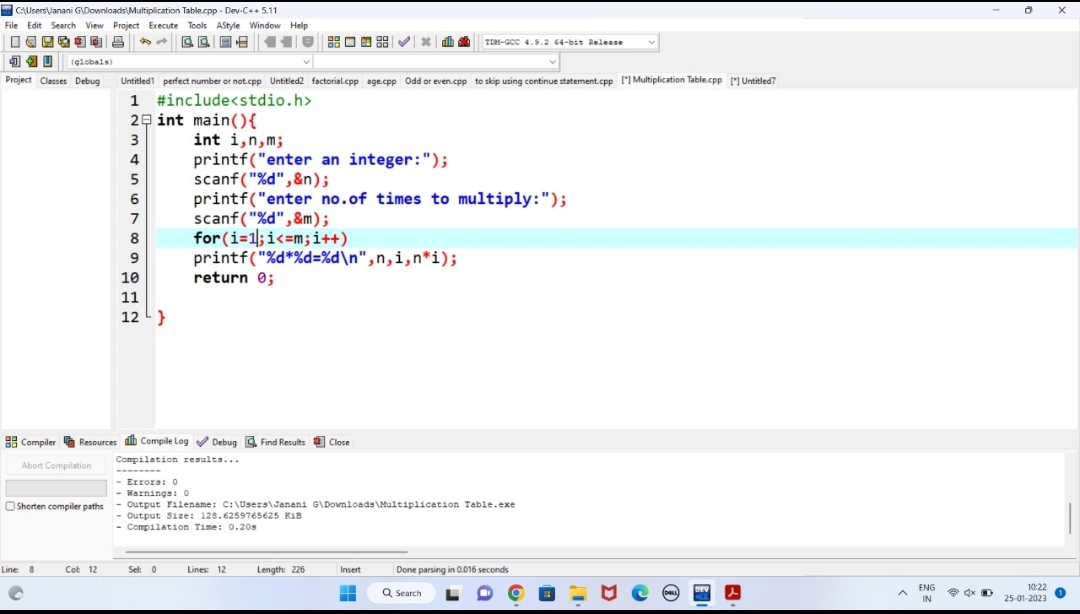 C:\Users\Janani G\Downloads\Multiplication Table.cpp - Dev-C++ 5.11
File Edit Search View Project Execute Tools AStyle Window Help
TDM-GCC 4.9.2 64-bit Release
(globals)
Project Classes Debug Untitled1 perfect number or not.cpp Untitled2 factorial.cpp age.cpp Odd or even.cpp to skip using continue statement.cpp [*] Multiplication Table.cpp [*] Untitled7
1 #include<stdio.h>
2 int main(){
3 int i,n,m;
4 printf("enter an integer:");
5 scanf("%d",&n);
6 printf("enter no.of times to multiply:");
7 scanf("%d",&m);
8 for(i=1;i<=m;i++)
9 printf("%d*%d=%d\n",n,i,n*i);
10 return 0;
11
12 }
Compiler Resources Compile Log Debug Find Results Close
Abort Compilation
Shorten compiler paths
Compilation results...
--------
- Errors: 0
- Warnings: 0
- Output Filename: C:\Users\Janani G\Downloads\Multiplication Table.exe
- Output Size: 128.6259765625 KiB
- Compilation Time: 0.20s
Line: 8 Col: 12 Sel: 0 Lines: 12 Length: 226 Insert Done parsing in 0.016 seconds
Search
DELL
DEV
ENG
IN
10:22
25-01-2023
1